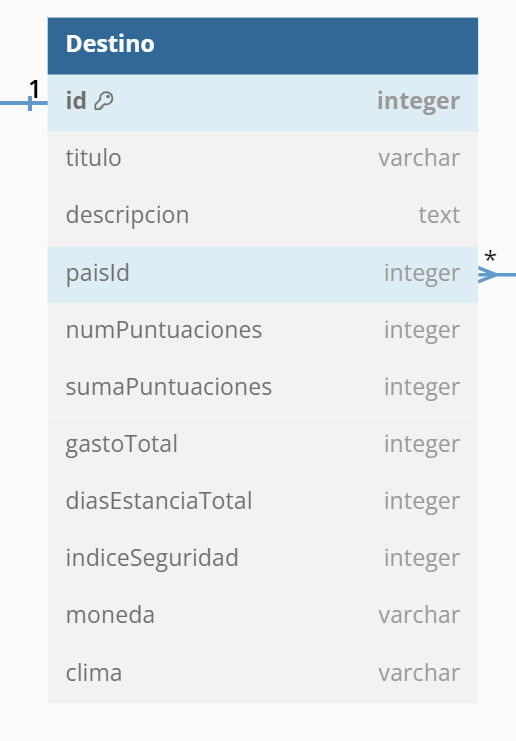 Destino
1
id integer
titulo varchar
descripcion text
paisId integer
*
numPuntuaciones integer
sumaPuntuaciones integer
gastoTotal integer
diasEstanciaTotal integer
indiceSeguridad integer
moneda varchar
clima varchar